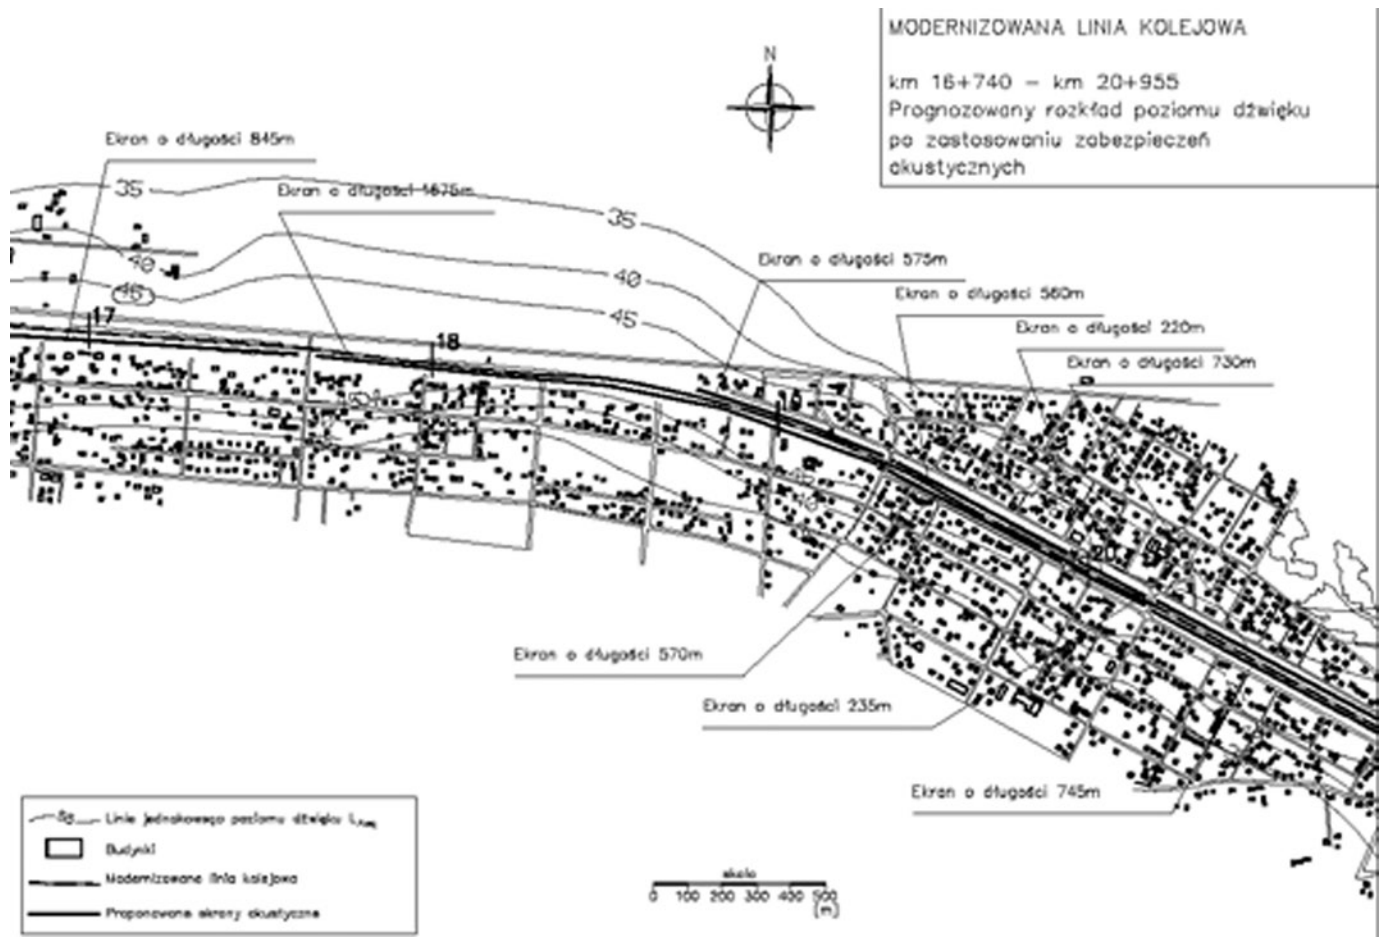 MODERNIZOWANA LINIA KOLEJOWA
km 16+740 – km 20+955
Prognozowany rozkład poziomu dźwięku
po zastosowaniu zabezpieczeń
akustycznych
N
Ekran o długości 845m
35
Ekran o długości 1675m
35
40
40
Ekran o długości 575m
45
45
Ekran o długości 560m
17
18
Ekran o długości 220m
Ekran o długości 730m
50
19
45
40
20
Ekran o długości 570m
Ekran o długości 235m
Ekran o długości 745m
Linie jednakowego poziomu dźwięku
Budynki
Modernizowana linia kolejowa
Proponowane ekrany akustyczne
skala
0 100 200 300 400 500
[m]